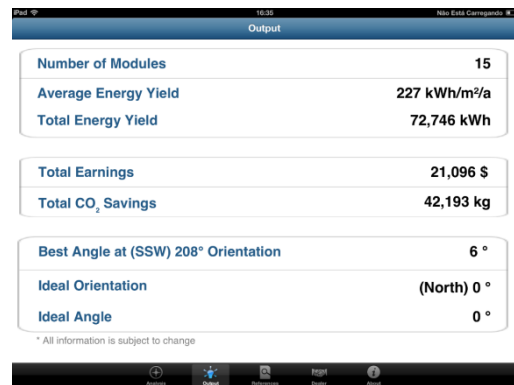 iPad 16:35 Não Está Carregando
Output
Number of Modules 15
Average Energy Yield 227 kWh/m²/a
Total Energy Yield 72,746 kWh
Total Earnings 21,096 $
Total CO₂ Savings 42,193 kg
Best Angle at (SSW) 208° Orientation 6 °
Ideal Orientation (North) 0 °
Ideal Angle 0 °
* All information is subject to change
Analysis Output References Dealer About